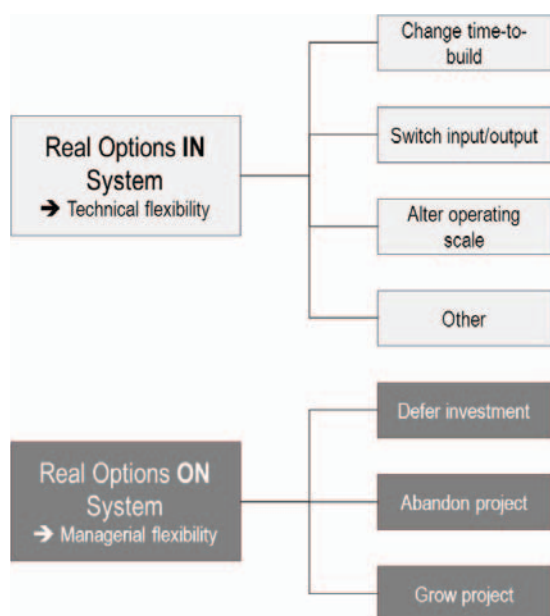 Real Options IN
System
➔ Technical flexibility
Change time-to-
build
Switch input/output
Alter operating
scale
Other
Real Options ON
System
➔ Managerial flexibility
Defer investment
Abandon project
Grow project